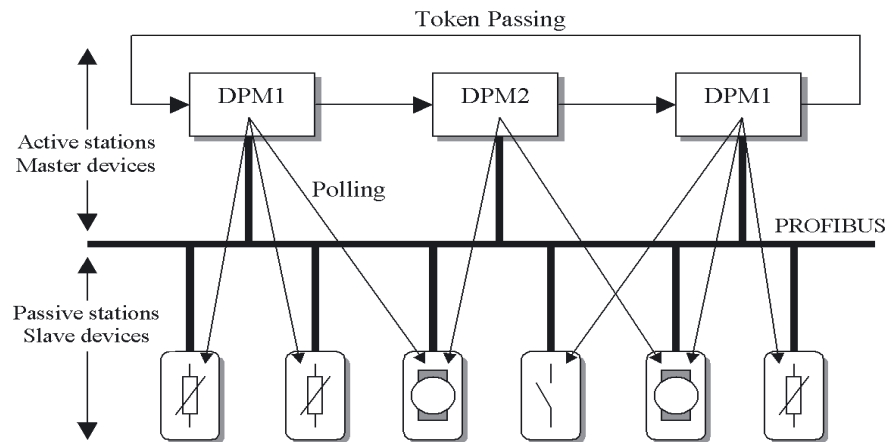 Token Passing
DPM1
DPM2
DPM1
Active stations
Master devices
Polling
PROFIBUS
Passive stations
Slave devices